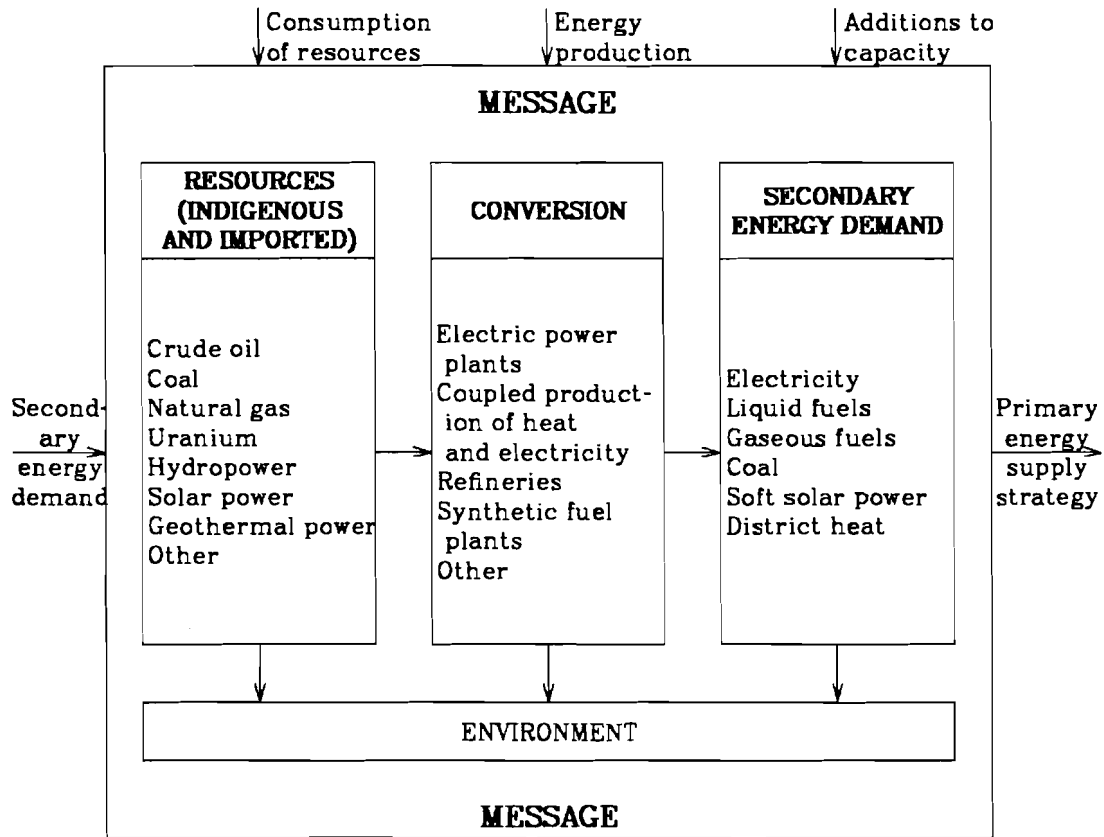 Consumption
of resources
Energy
production
Additions to
capacity
MESSAGE
RESOURCES
(INDIGENOUS
AND IMPORTED)
CONVERSION
SECONDARY
ENERGY DEMAND
Second-
ary
energy
demand
Crude oil
Coal
Natural gas
Uranium
Hydropower
Solar power
Geothermal power
Other
Electric power
plants
Coupled product-
ion of heat
and electricity
Refineries
Synthetic fuel
plants
Other
Electricity
Liquid fuels
Gaseous fuels
Coal
Soft solar power
District heat
Primary
energy
supply
strategy
ENVIRONMENT
MESSAGE